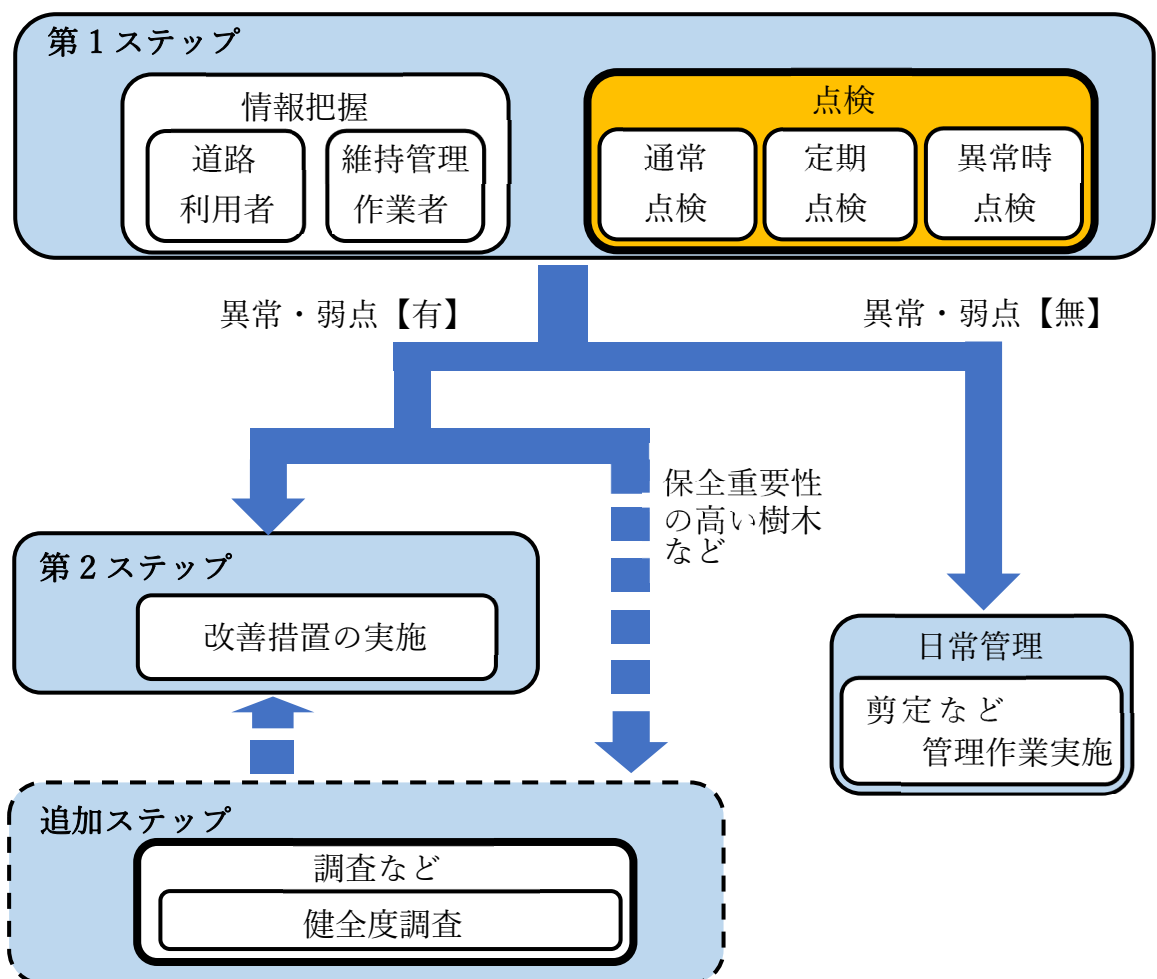 第１ステップ
情報把握
道路
利用者
維持管理
作業者
点検
通常
点検
定期
点検
異常時
点検
異常・弱点【有】
異常・弱点【無】
保全重要性
の高い樹木
など
第２ステップ
改善措置の実施
日常管理
剪定など
管理作業実施
追加ステップ
調査など
健全度調査